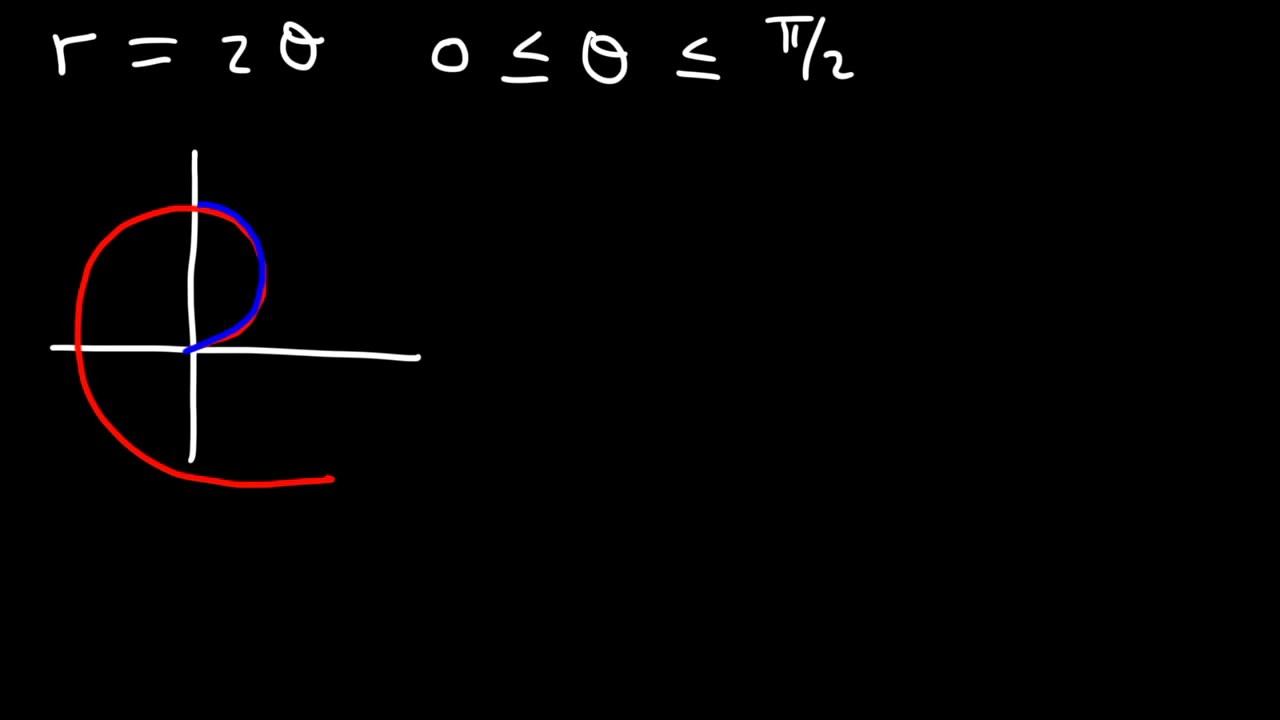 r = 2θ 0 ≤ θ ≤ π/2